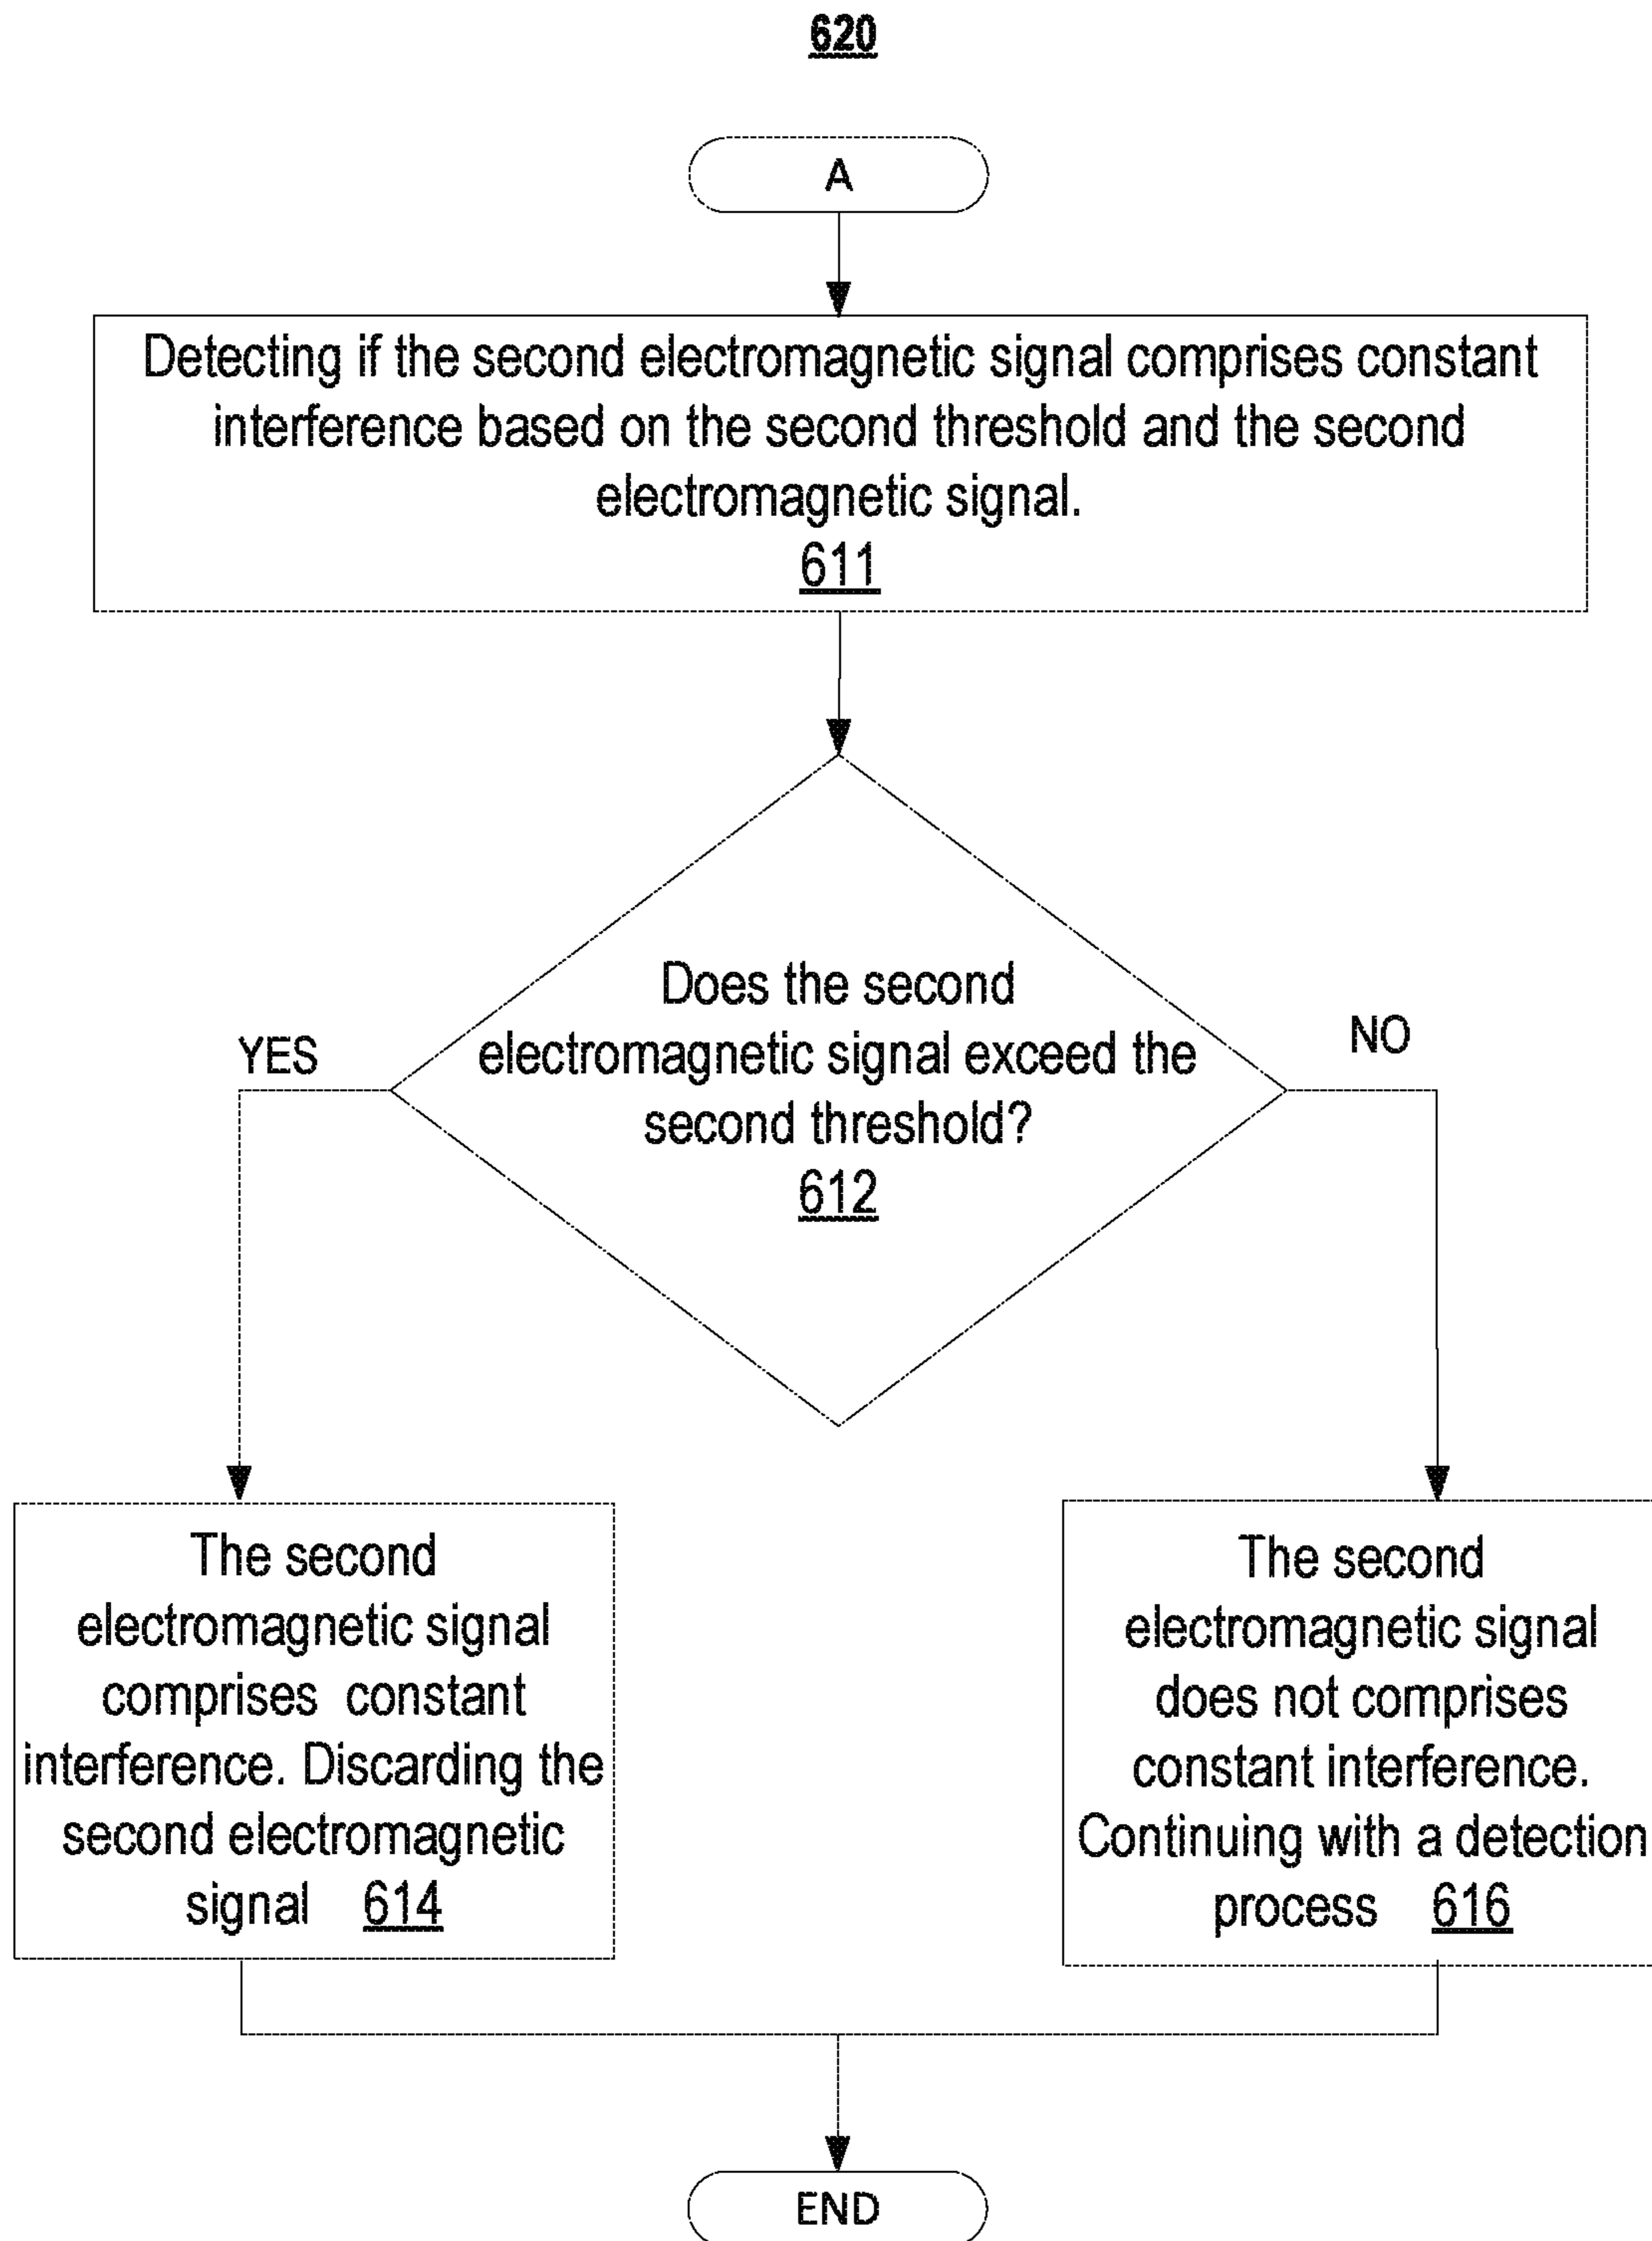 620
A
Detecting if the second electromagnetic signal comprises constant
interference based on the second threshold and the second
electromagnetic signal.
611
Does the second
electromagnetic signal exceed the
second threshold?
612
YES
NO
The second
electromagnetic signal
comprises constant
interference. Discarding the
second electromagnetic
signal 614
The second
electromagnetic signal
does not comprises
constant interference.
Continuing with a detection
process 616
END